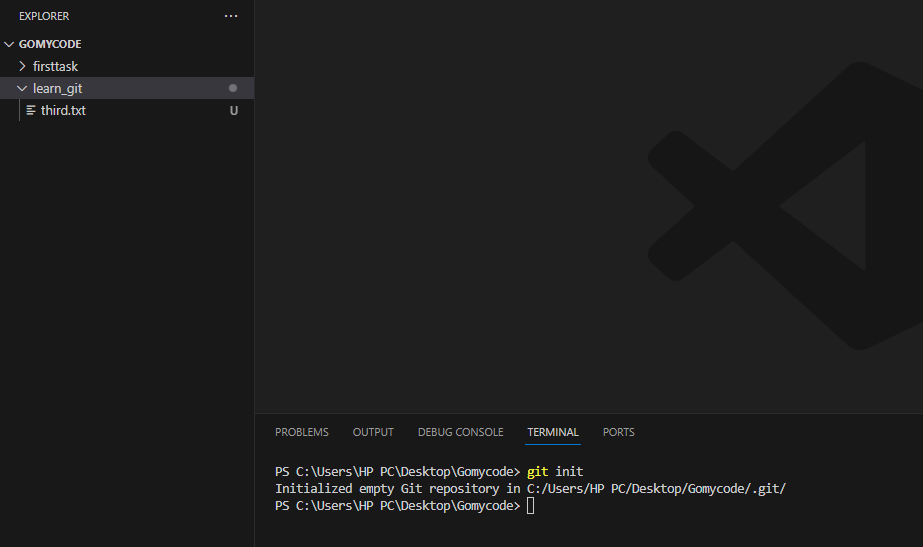 EXPLORER ...
GOMYCODE
firsttask
learn_git
third.txt U
PROBLEMS OUTPUT DEBUG CONSOLE TERMINAL PORTS
PS C:\Users\HP PC\Desktop\Gomycode> git init
Initialized empty Git repository in C:/Users/HP PC/Desktop/Gomycode/.git/
PS C:\Users\HP PC\Desktop\Gomycode>